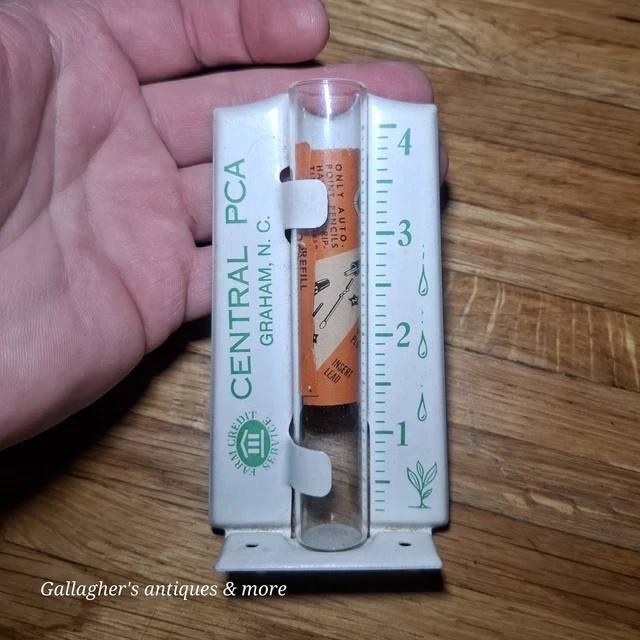 CENTRAL PCA
GRAHAM, N. C.
FARM CREDIT
SERVICE
4
3
2
1
ONLY AUTO.
POINT PENCILS
REFILL
INSERT
LEAD
Gallagher's antiques & more